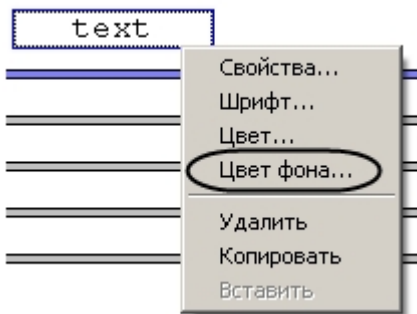 text
Свойства...
Шрифт...
Цвет...
Цвет фона...
Удалить
Копировать
Вставить